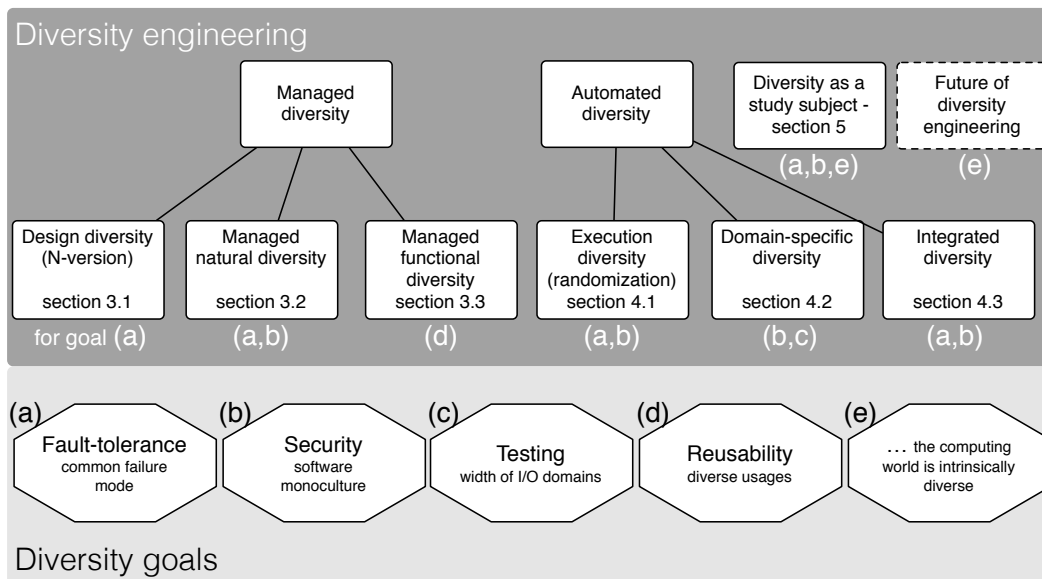 Diversity engineering
Managed
diversity
Automated
diversity
Diversity as a
study subject -
section 5
(a,b,e)
Future of
diversity
engineering
(e)
Design diversity
(N-version)
section 3.1
for goal (a)
Managed
natural diversity
section 3.2
(a,b)
Managed
functional
diversity
section 3.3
(d)
Execution
diversity
(randomization)
section 4.1
(a,b)
Domain-specific
diversity
section 4.2
(b,c)
Integrated
diversity
section 4.3
(a,b)
(a)
Fault-tolerance
common failure
mode
(b)
Security
software
monoculture
(c)
Testing
width of I/O domains
(d)
Reusability
diverse usages
(e)
... the computing
world is intrinsically
diverse
Diversity goals